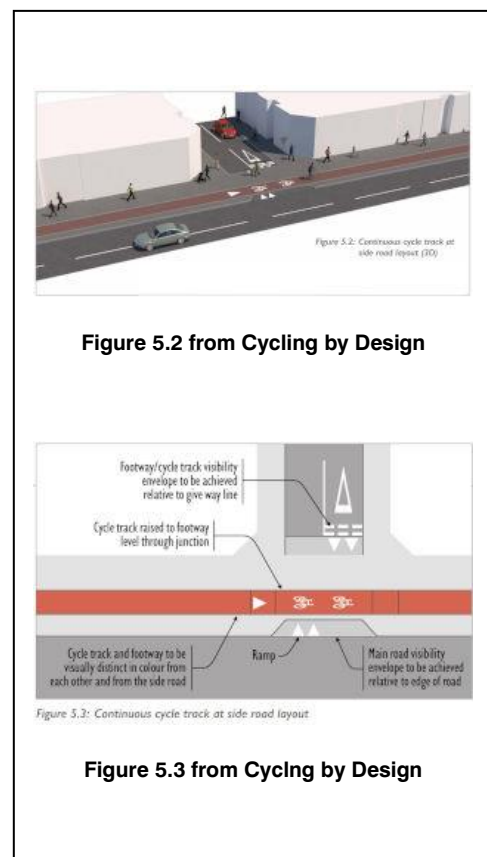 Figure 5.2: Continuous cycle track at
side road layout (3D)
Figure 5.2 from Cycling by Design
Footway/cycle track visibility
envelope to be achieved
relative to give way line
Cycle track raised to footway
level through junction
Cycle track and footway to be
visually distinct in colour from
each other and from the side road
Ramp
Main road visibility
envelope to be achieved
relative to edge of road
Figure 5.3: Continuous cycle track at side road layout
Figure 5.3 from Cyclng by Design